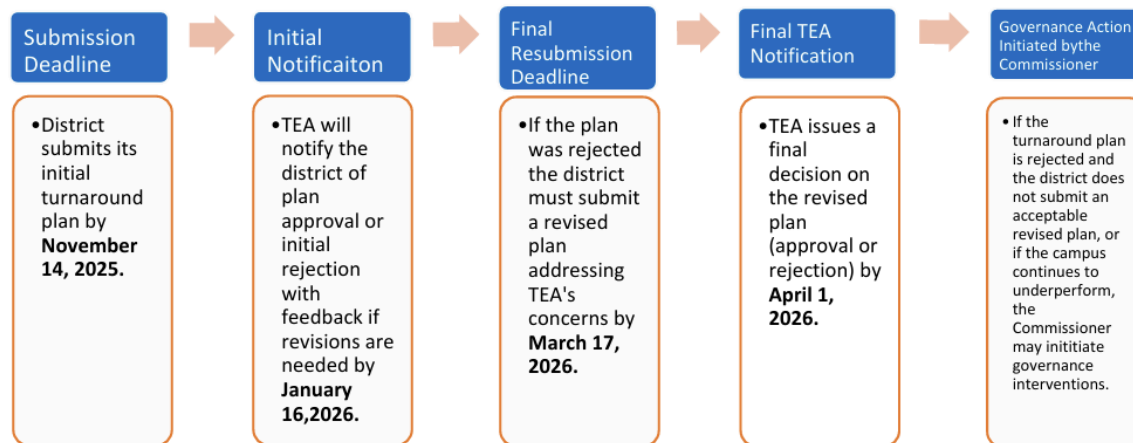 Submission
Deadline
•District
submits its
initial
turnaround
plan by
November
14, 2025.
Initial
Notificaiton
•TEA will
notify the
district of
plan
approval or
initial
rejection
with
feedback if
revisions are
needed by
January
16,2026.
Final
Resubmission
Deadline
•If the plan
was rejected
the district
must submit
a revised
plan
addressing
TEA's
concerns by
March 17,
2026.
Final TEA
Notification
•TEA issues a
final
decision on
the revised
plan
(approval or
rejection) by
April 1,
2026.
Governance Action
Initiated bythe
Commissioner
• If the
turnaround plan
is rejected and
the district does
not submit an
acceptable
revised plan, or
if the campus
continues to
underperform,
the
Commissioner
may inititiate
governance
interventions.